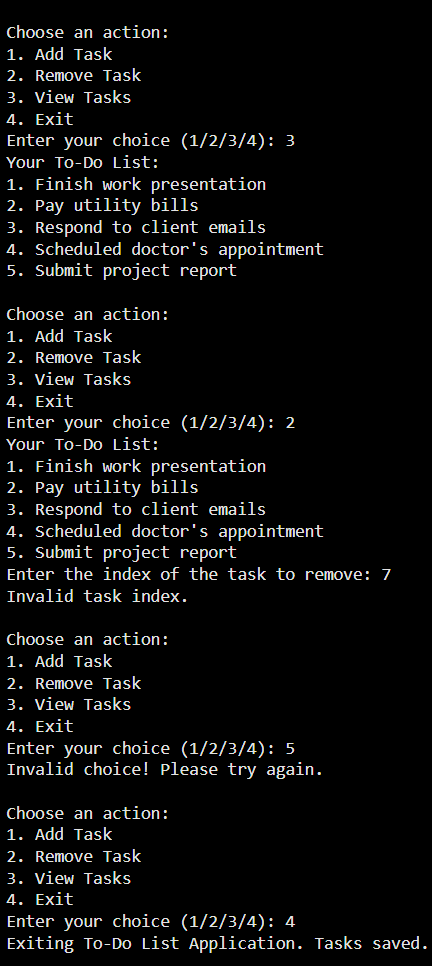 Choose an action:
1. Add Task
2. Remove Task
3. View Tasks
4. Exit
Enter your choice (1/2/3/4): 3
Your To-Do List:
1. Finish work presentation
2. Pay utility bills
3. Respond to client emails
4. Scheduled doctor's appointment
5. Submit project report
Choose an action:
1. Add Task
2. Remove Task
3. View Tasks
4. Exit
Enter your choice (1/2/3/4): 2
Your To-Do List:
1. Finish work presentation
2. Pay utility bills
3. Respond to client emails
4. Scheduled doctor's appointment
5. Submit project report
Enter the index of the task to remove: 7
Invalid task index.
Choose an action:
1. Add Task
2. Remove Task
3. View Tasks
4. Exit
Enter your choice (1/2/3/4): 5
Invalid choice! Please try again.
Choose an action:
1. Add Task
2. Remove Task
3. View Tasks
4. Exit
Enter your choice (1/2/3/4): 4
Exiting To-Do List Application. Tasks saved.